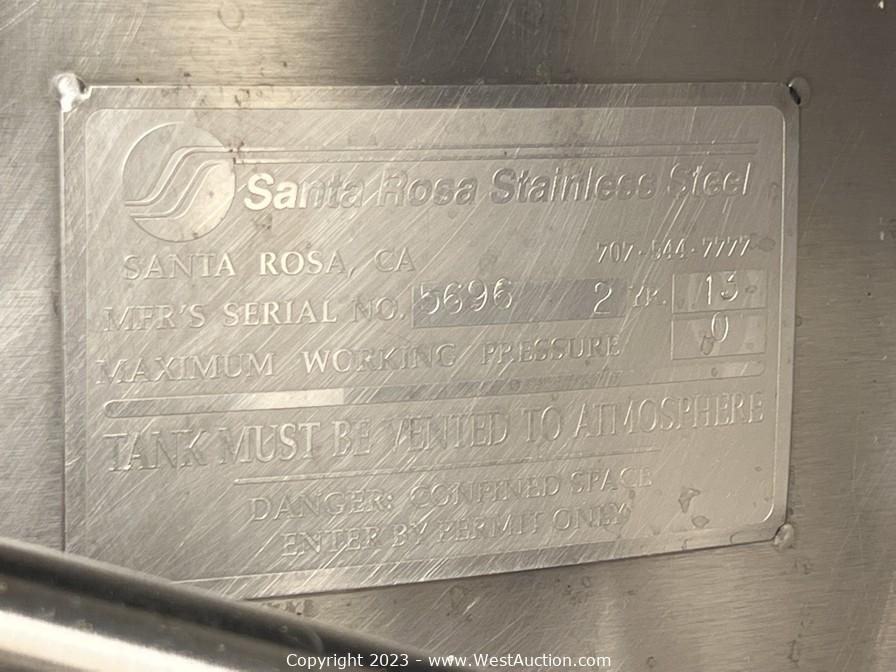 Santa Rosa Stainless Steel
SANTA ROSA, CA 707-544-7777
MFR'S SERIAL NO. 5696 2 YR. 13
MAXIMUM WORKING PRESSURE 0
TANK MUST BE VENTED TO ATMOSPHERE
DANGER: CONFINED SPACE
ENTER BY PERMIT ONLY
Copyright 2023 - www.WestAuction.com